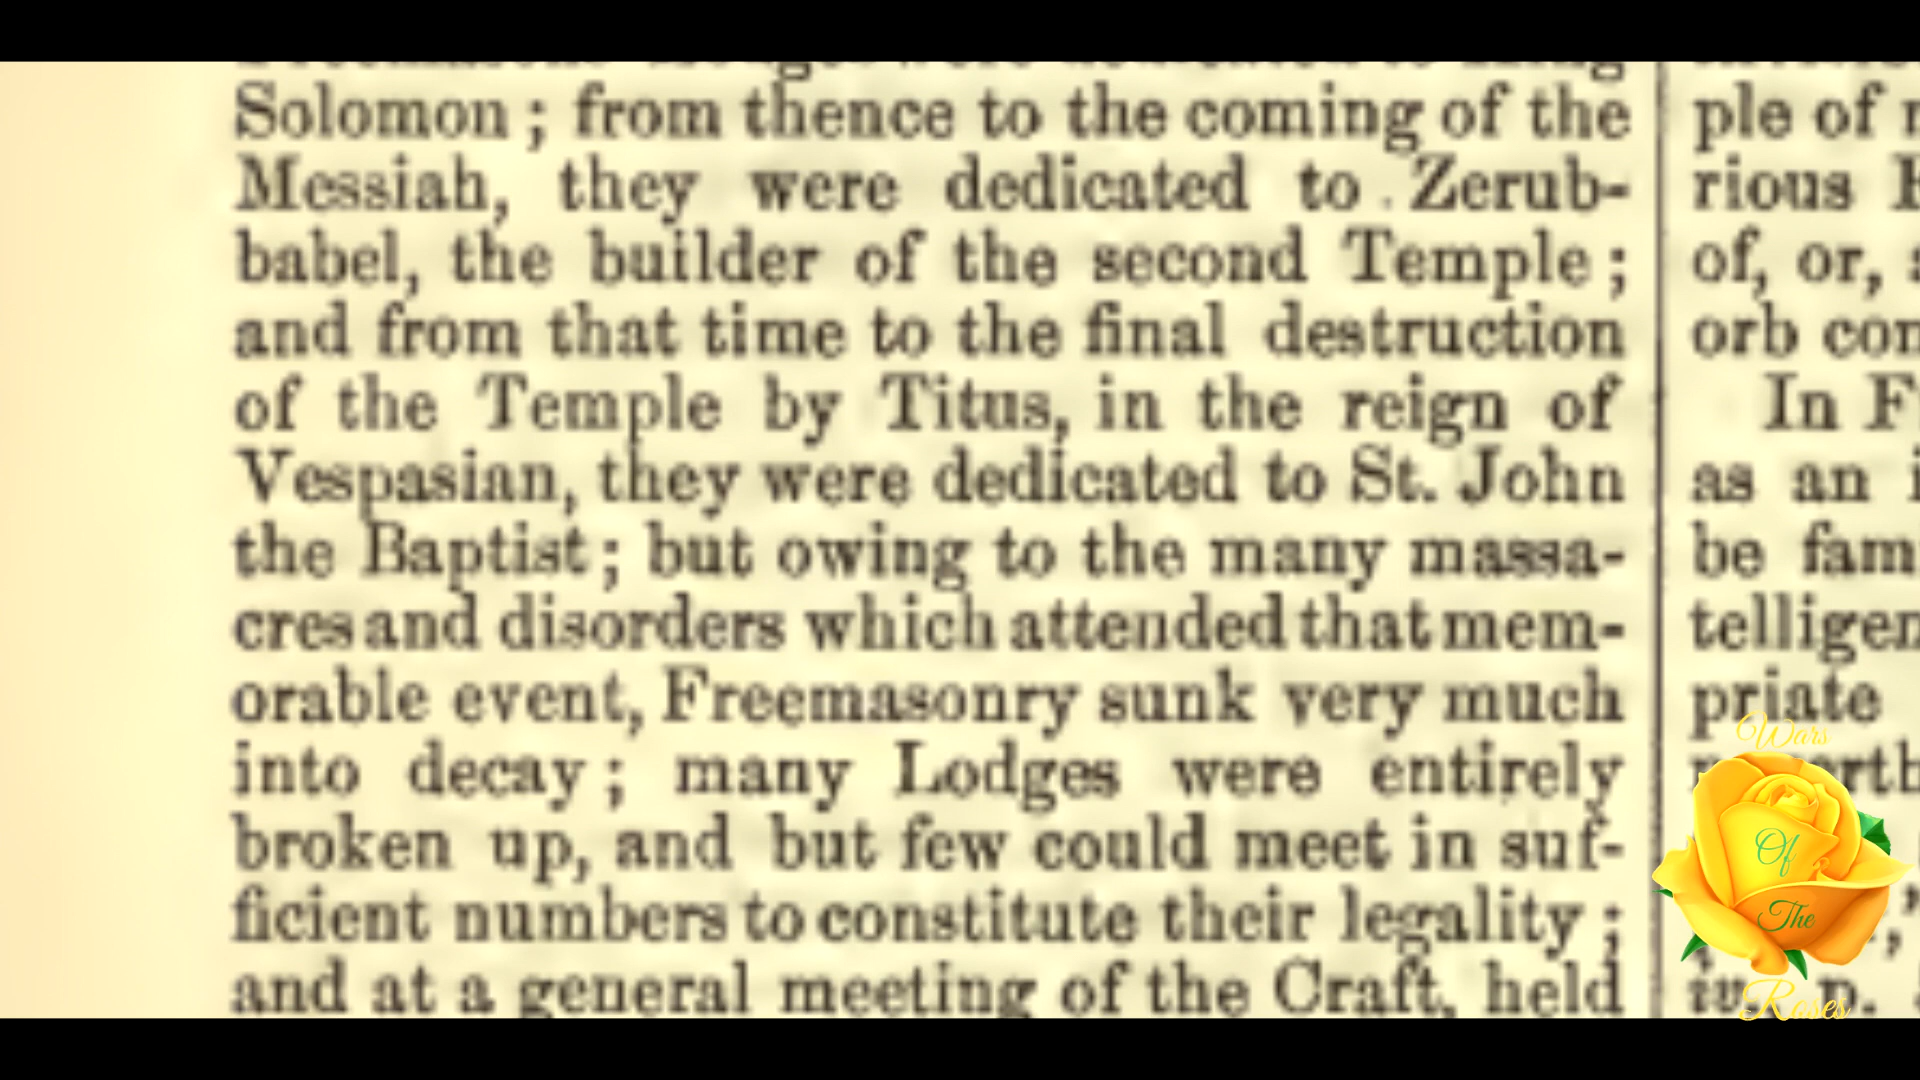 Solomon ; from thence to the coming of the
Messiah, they were dedicated to Zerub-
babel, the builder of the second Temple ;
and from that time to the final destruction
of the Temple by Titus, in the reign of
Vespasian, they were dedicated to St. John
the Baptist ; but owing to the many massa-
cres and disorders which attended that mem-
orable event, Freemasonry sunk very much
into decay ; many Lodges were entirely
broken up, and but few could meet in suf-
ficient numbers to constitute their legality ;
and at a general meeting of the Craft, held
ple of
rious
of, or,
orb
In
as an
be
priate
p.
Wars
Of
The
Roses